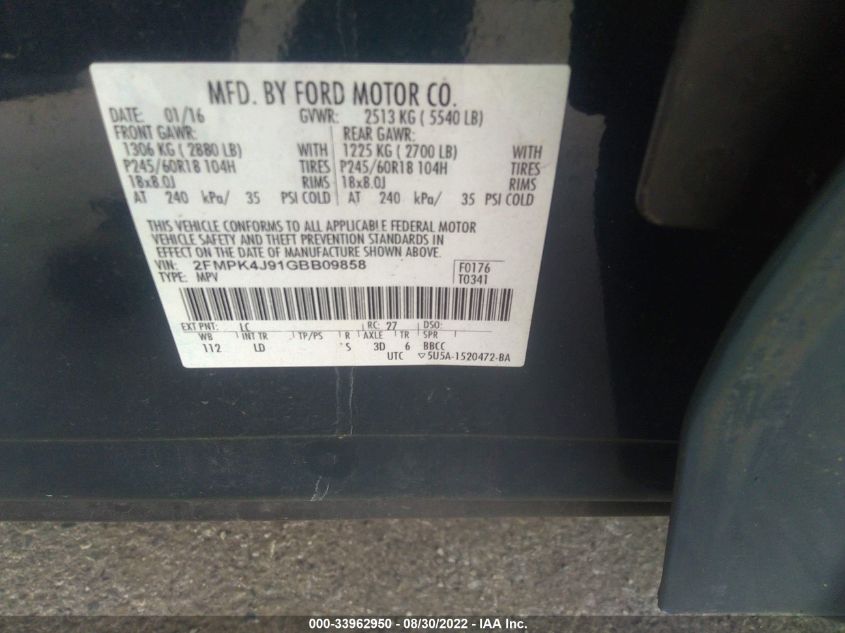 MFD. BY FORD MOTOR CO.
DATE: 01/16 GVWR: 2513 KG ( 5540 LB)
FRONT GAWR: REAR GAWR:
1306 KG ( 2880 LB) WITH 1225 KG ( 2700 LB) WITH
P245/60R18 104H TIRES P245/60R18 104H TIRES
18x8.0J RIMS 18x8.0J RIMS
AT 240 kPa/ 35 PSI COLD AT 240 kPa/ 35 PSI COLD
THIS VEHICLE CONFORMS TO ALL APPLICABLE FEDERAL MOTOR
VEHICLE SAFETY AND THEFT PREVENTION STANDARDS IN
EFFECT ON THE DATE OF MANUFACTURE SHOWN ABOVE.
VIN: 2FMPK4J91GBB09858 F0176
TYPE: MPV T0341
EXT PNT: LC RC: 27 DSO:
WB INT TR TP/PS R AXLE TR SPR
112 LD S 3D 6 BBCC
UTC ▽5U5A-1520472-BA
000-33962950 - 08/30/2022 - IAA Inc.